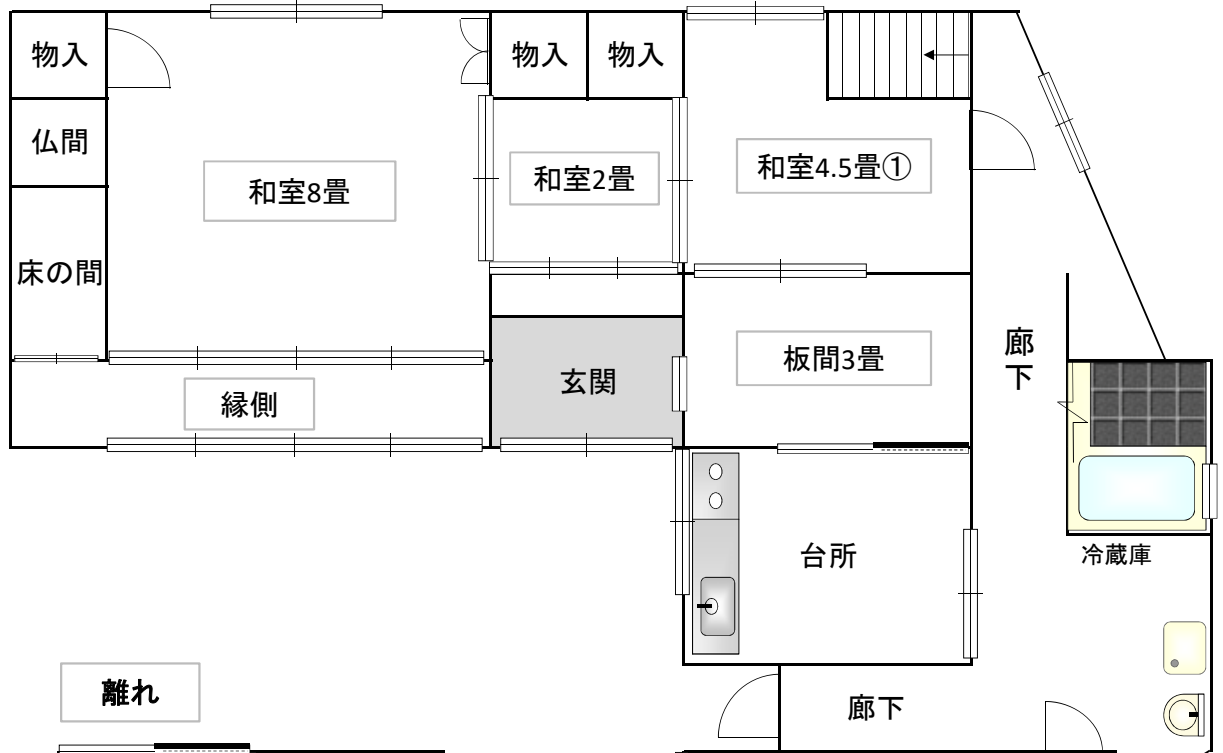 物入
物入
物入
仏間
和室8畳
和室2畳
和室4.5畳①
床の間
廊下
板間3畳
玄関
縁側
台所
冷蔵庫
離れ
廊下